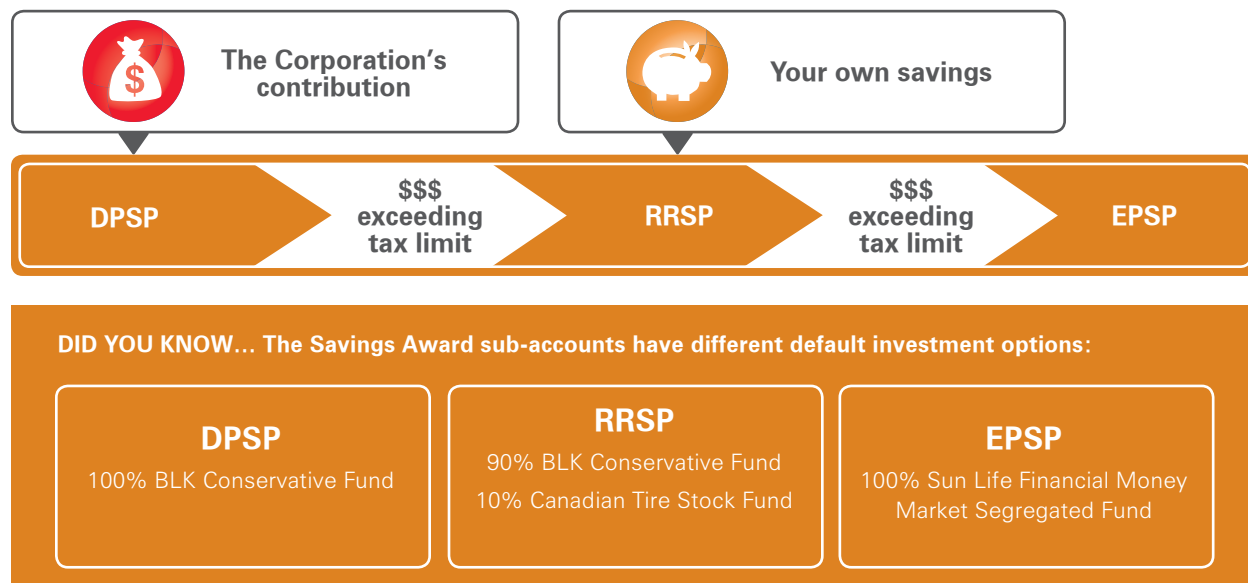 The Corporation's
contribution
$
Your own savings
DPSP
$$$
exceeding
tax limit
RRSP
$$$
exceeding
tax limit
EPSP
DID YOU KNOW... The Savings Award sub-accounts have different default investment options:
DPSP
100% BLK Conservative Fund
RRSP
90% BLK Conservative Fund
10% Canadian Tire Stock Fund
EPSP
100% Sun Life Financial Money
Market Segregated Fund